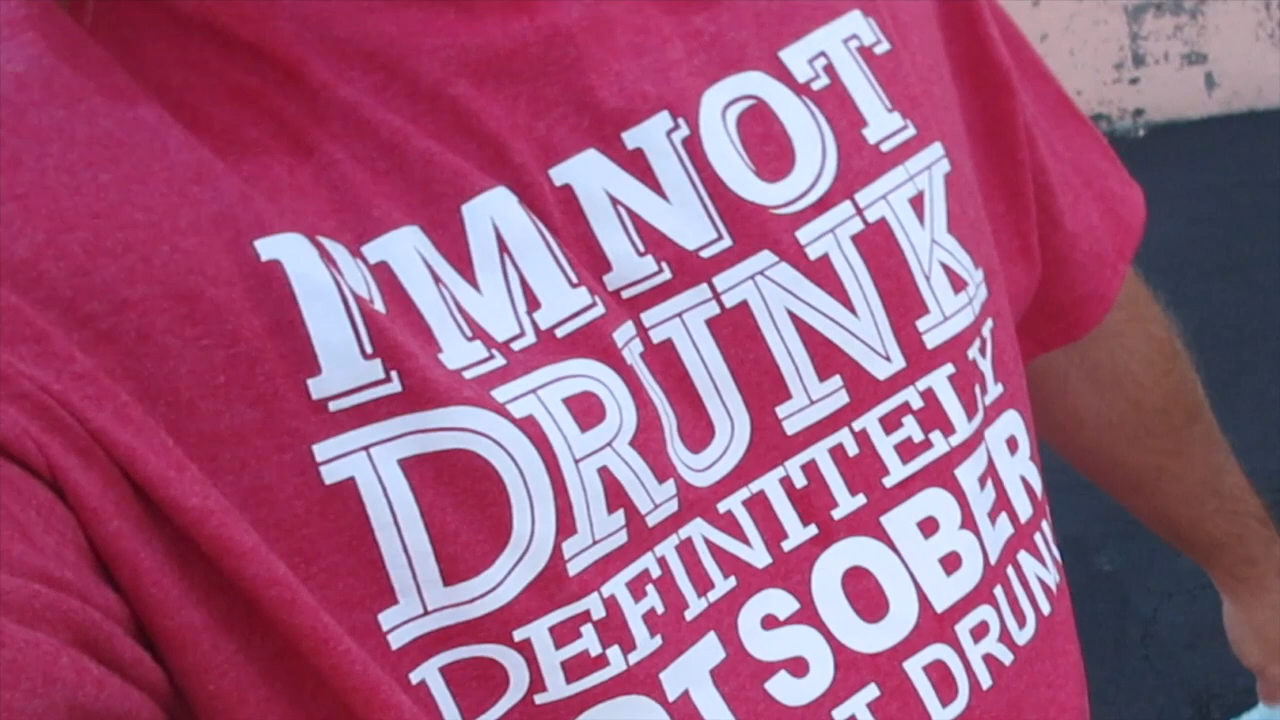 I'M NOT
DRUNK
DEFINITELY
SOBER
DRUNK